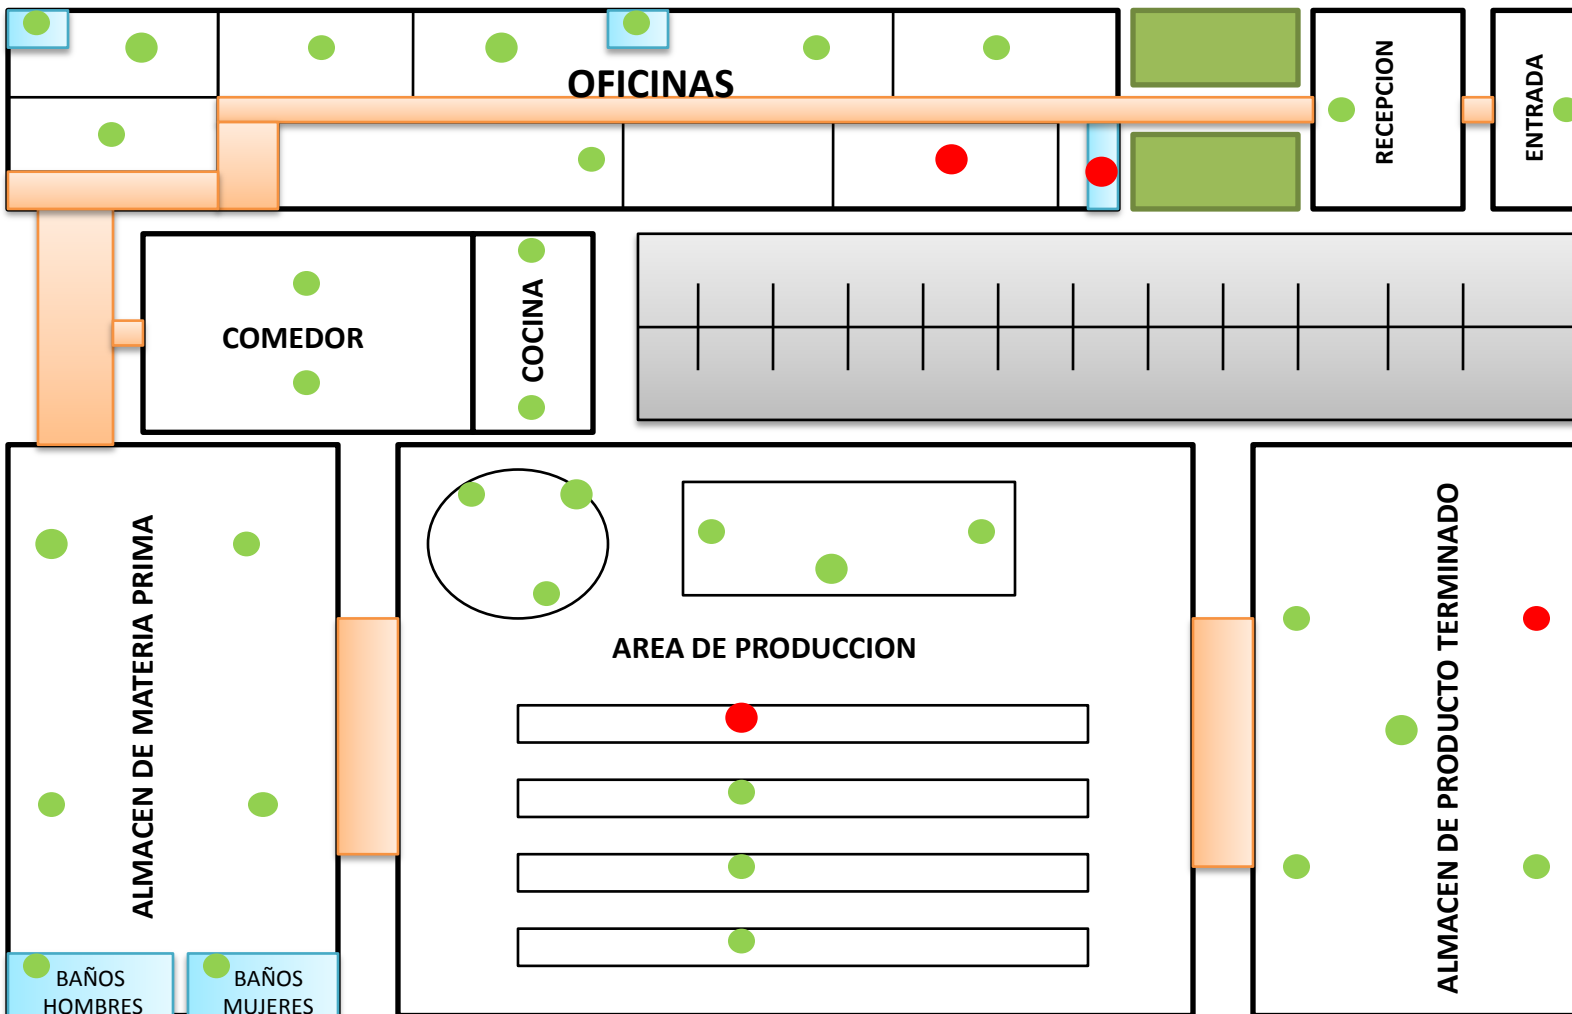 OFICINAS
RECEPCION
ENTRADA
COMEDOR
COCINA
ALMACEN DE MATERIA PRIMA
AREA DE PRODUCCION
ALMACEN DE PRODUCTO TERMINADO
BAÑOS
HOMBRES
BAÑOS
MUJERES